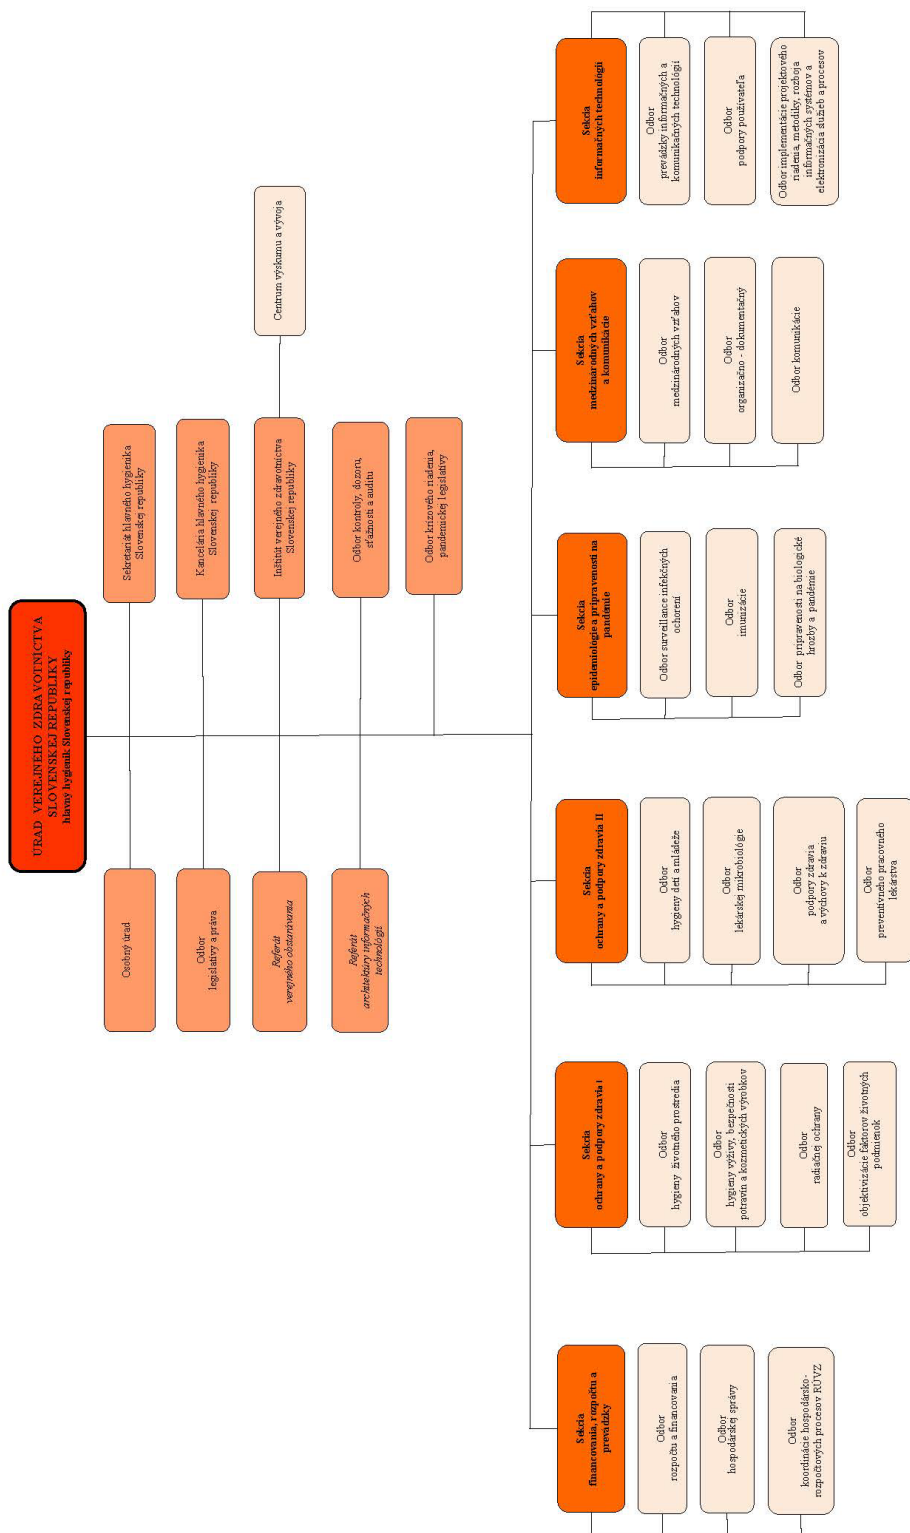 ÚRAD VEREJNÉHO ZDRAVOTNÍCTVA
SLOVENSKEJ REPUBLIKY
hlavný hygienik Slovenskej republiky
Osobný úrad
Odbor
legislatívy a práva
Referát
verejného obstarávania
Referát
architektúry informačných
technológií
Sekretariát hlavného hygienika
Slovenskej republiky
Kancelária hlavného hygienika
Slovenskej republiky
Inštitút verejného zdravotníctva
Slovenskej republiky
Odbor kontroly, dozoru,
sťažností a auditu
Odbor krízového riadenia,
pandemickej legislatívy
Centrum výskumu a vývoja
Sekcia
financovania, rozpočtu a
prevádzky
Odbor
rozpočtu a financovania
Odbor
hospodárskej správy
Odbor
koordinácie hospodársko-
rozpočtových procesov RÚVZ
Sekcia
ochrany a podpory zdravia I
Odbor
hygieny životného prostredia
Odbor
hygieny výživy, bezpečnosti
potravín a kozmetických výrobkov
Odbor
radiačnej ochrany
Odbor
objektivizácie faktorov životných
podmienok
Sekcia
ochrany a podpory zdravia II
Odbor
hygieny detí a mládeže
Odbor
lekárskej mikrobiológie
Odbor
podpory zdravia
a výchovy k zdraviu
Odbor
preventívneho pracovného
lekárstva
Sekcia
epidemiológie a pripravenosti na
pandémie
Odbor surveillance infekčných
ochorení
Odbor
imunizácie
Odbor pripravenosti na biologické
hrozby a pandémie
Sekcia
medzinárodných vzťahov
a komunikácie
Odbor
medzinárodných vzťahov
Odbor
organizačno - dokumentačný
Odbor komunikácie
Sekcia
informačných technológií
Odbor
prevádzky informačných a
komunikačných technológií
Odbor
podpory používateľa
Odbor implementácie projektového
riadenia, metodiky, rozboja
informačných systémov a
elektronizácia služieb a procesov